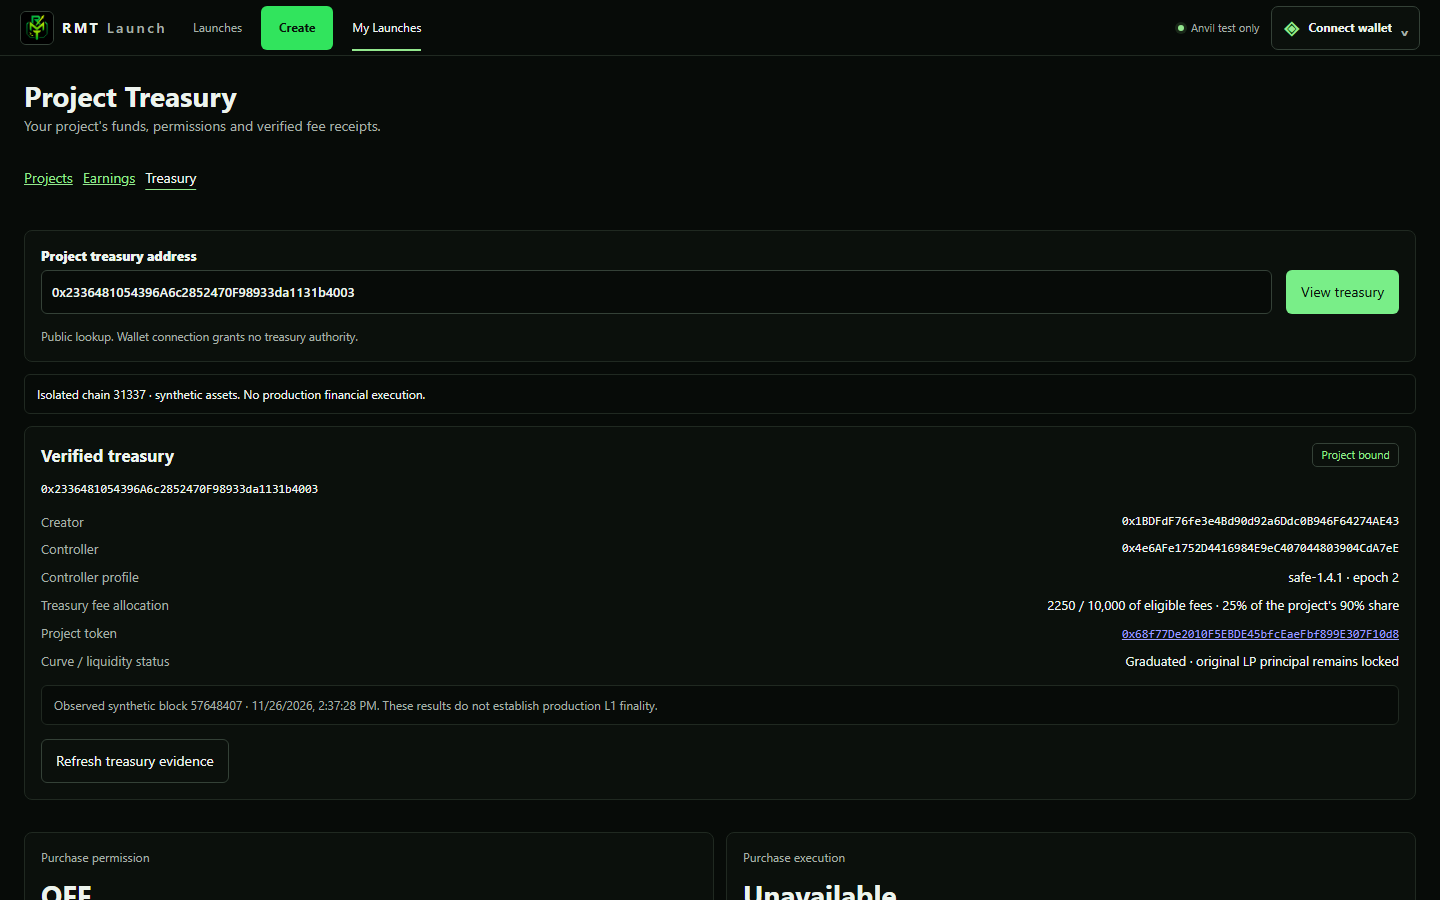 RMT Launch
Launches
Create
My Launches
Anvil test only
Connect wallet
Project Treasury
Your project's funds, permissions and verified fee receipts.
Projects
Earnings
Treasury
Project treasury address
0x2336481054396A6c2852470F98933da1131b4003
View treasury
Public lookup. Wallet connection grants no treasury authority.
Isolated chain 31337 · synthetic assets. No production financial execution.
Verified treasury
Project bound
0x2336481054396A6c2852470F98933da1131b4003
Creator
0x1BDFdF76fe3e4Bd90d92a6Ddc0B946F64274AE43
Controller
0x4e6AFe1752D4416984E9eC407044803904CdA7eE
Controller profile
safe-1.4.1 · epoch 2
Treasury fee allocation
2250 / 10,000 of eligible fees · 25% of the project's 90% share
Project token
0x68f77De2010F5EBDE45bfcEaeFbf899E307F10d8
Curve / liquidity status
Graduated · original LP principal remains locked
Observed synthetic block 57648407 · 11/26/2026, 2:37:28 PM. These results do not establish production L1 finality.
Refresh treasury evidence
Purchase permission
OFF
Purchase execution
Unavailable